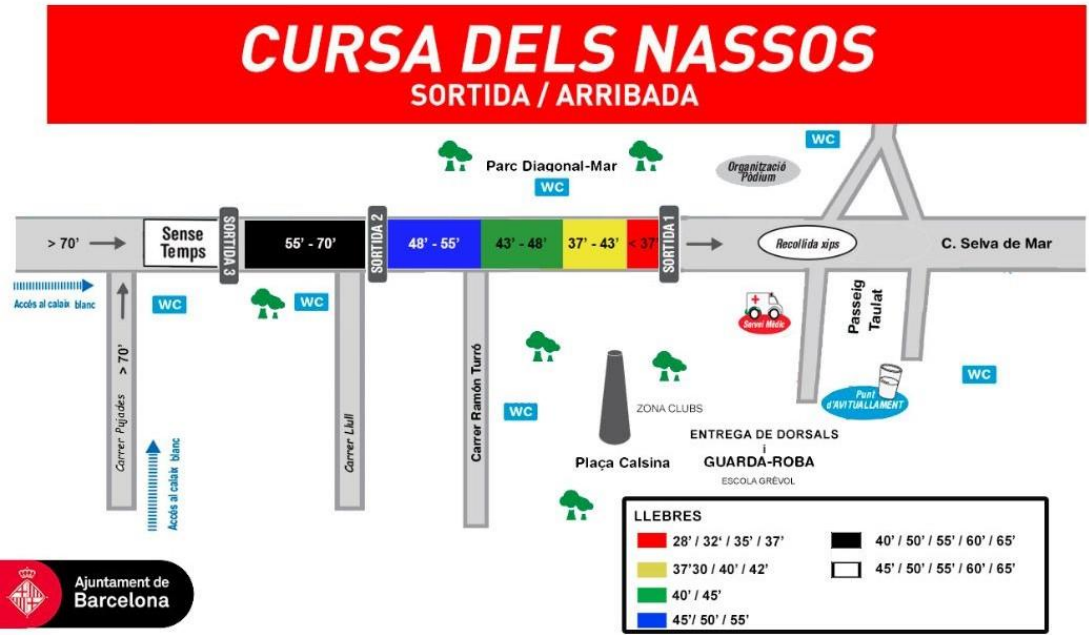 CURSA DELS NASSOS
SORTIDA / ARRIBADA
WC
Parc Diagonal-Mar
WC
Organització
Pòdium
> 70'
Sense
Temps
SORTIDA 3
55' - 70'
SORTIDA 2
48' - 55'
43' - 48'
37' - 43'
< 37'
SORTIDA 1
Recollida xips
C. Selva de Mar
Accés al calaix blanc
WC
WC
Servei Mèdic
Passeig
Taulat
Carrer Pujades > 70'
Accés al calaix blanc
Carrer Llull
Carrer Ramón Turró
WC
ZONA CLUBS
Plaça Calsina
WC
Punt
d'AVITUALLAMENT
ENTREGA DE DORSALS
i
GUARDA-ROBA
ESCOLA GRÈVOL
LLEBRES
28' / 32' / 35' / 37'
37'30 / 40' / 42'
40' / 45'
45'/ 50' / 55'
40' / 50' / 55' / 60' / 65'
45' / 50' / 55' / 60' / 65'
Ajuntament de
Barcelona